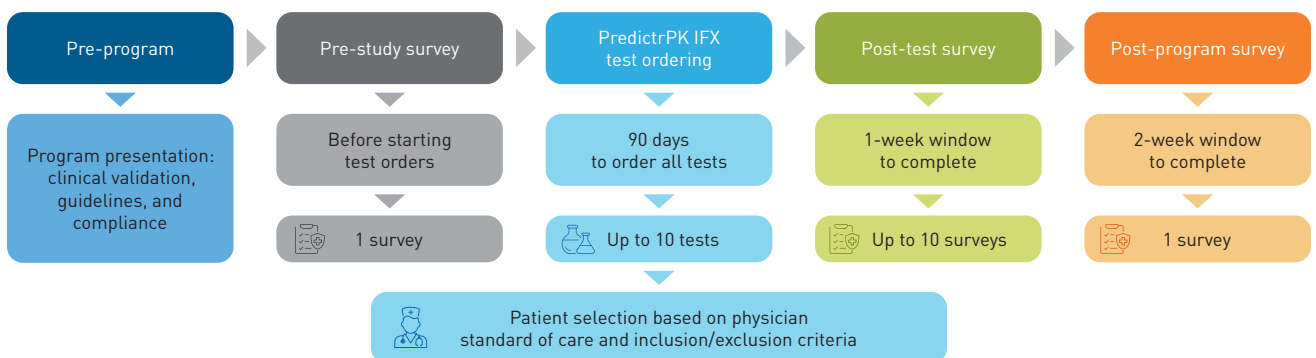 Pre-program
Pre-study survey
PredictrPK IFX
test ordering
Post-test survey
Post-program survey
Program presentation:
clinical validation,
guidelines, and
compliance
Before starting
test orders
90 days
to order all tests
1-week window
to complete
2-week window
to complete
1 survey
Up to 10 tests
Up to 10 surveys
1 survey
Patient selection based on physician
standard of care and inclusion/exclusion criteria